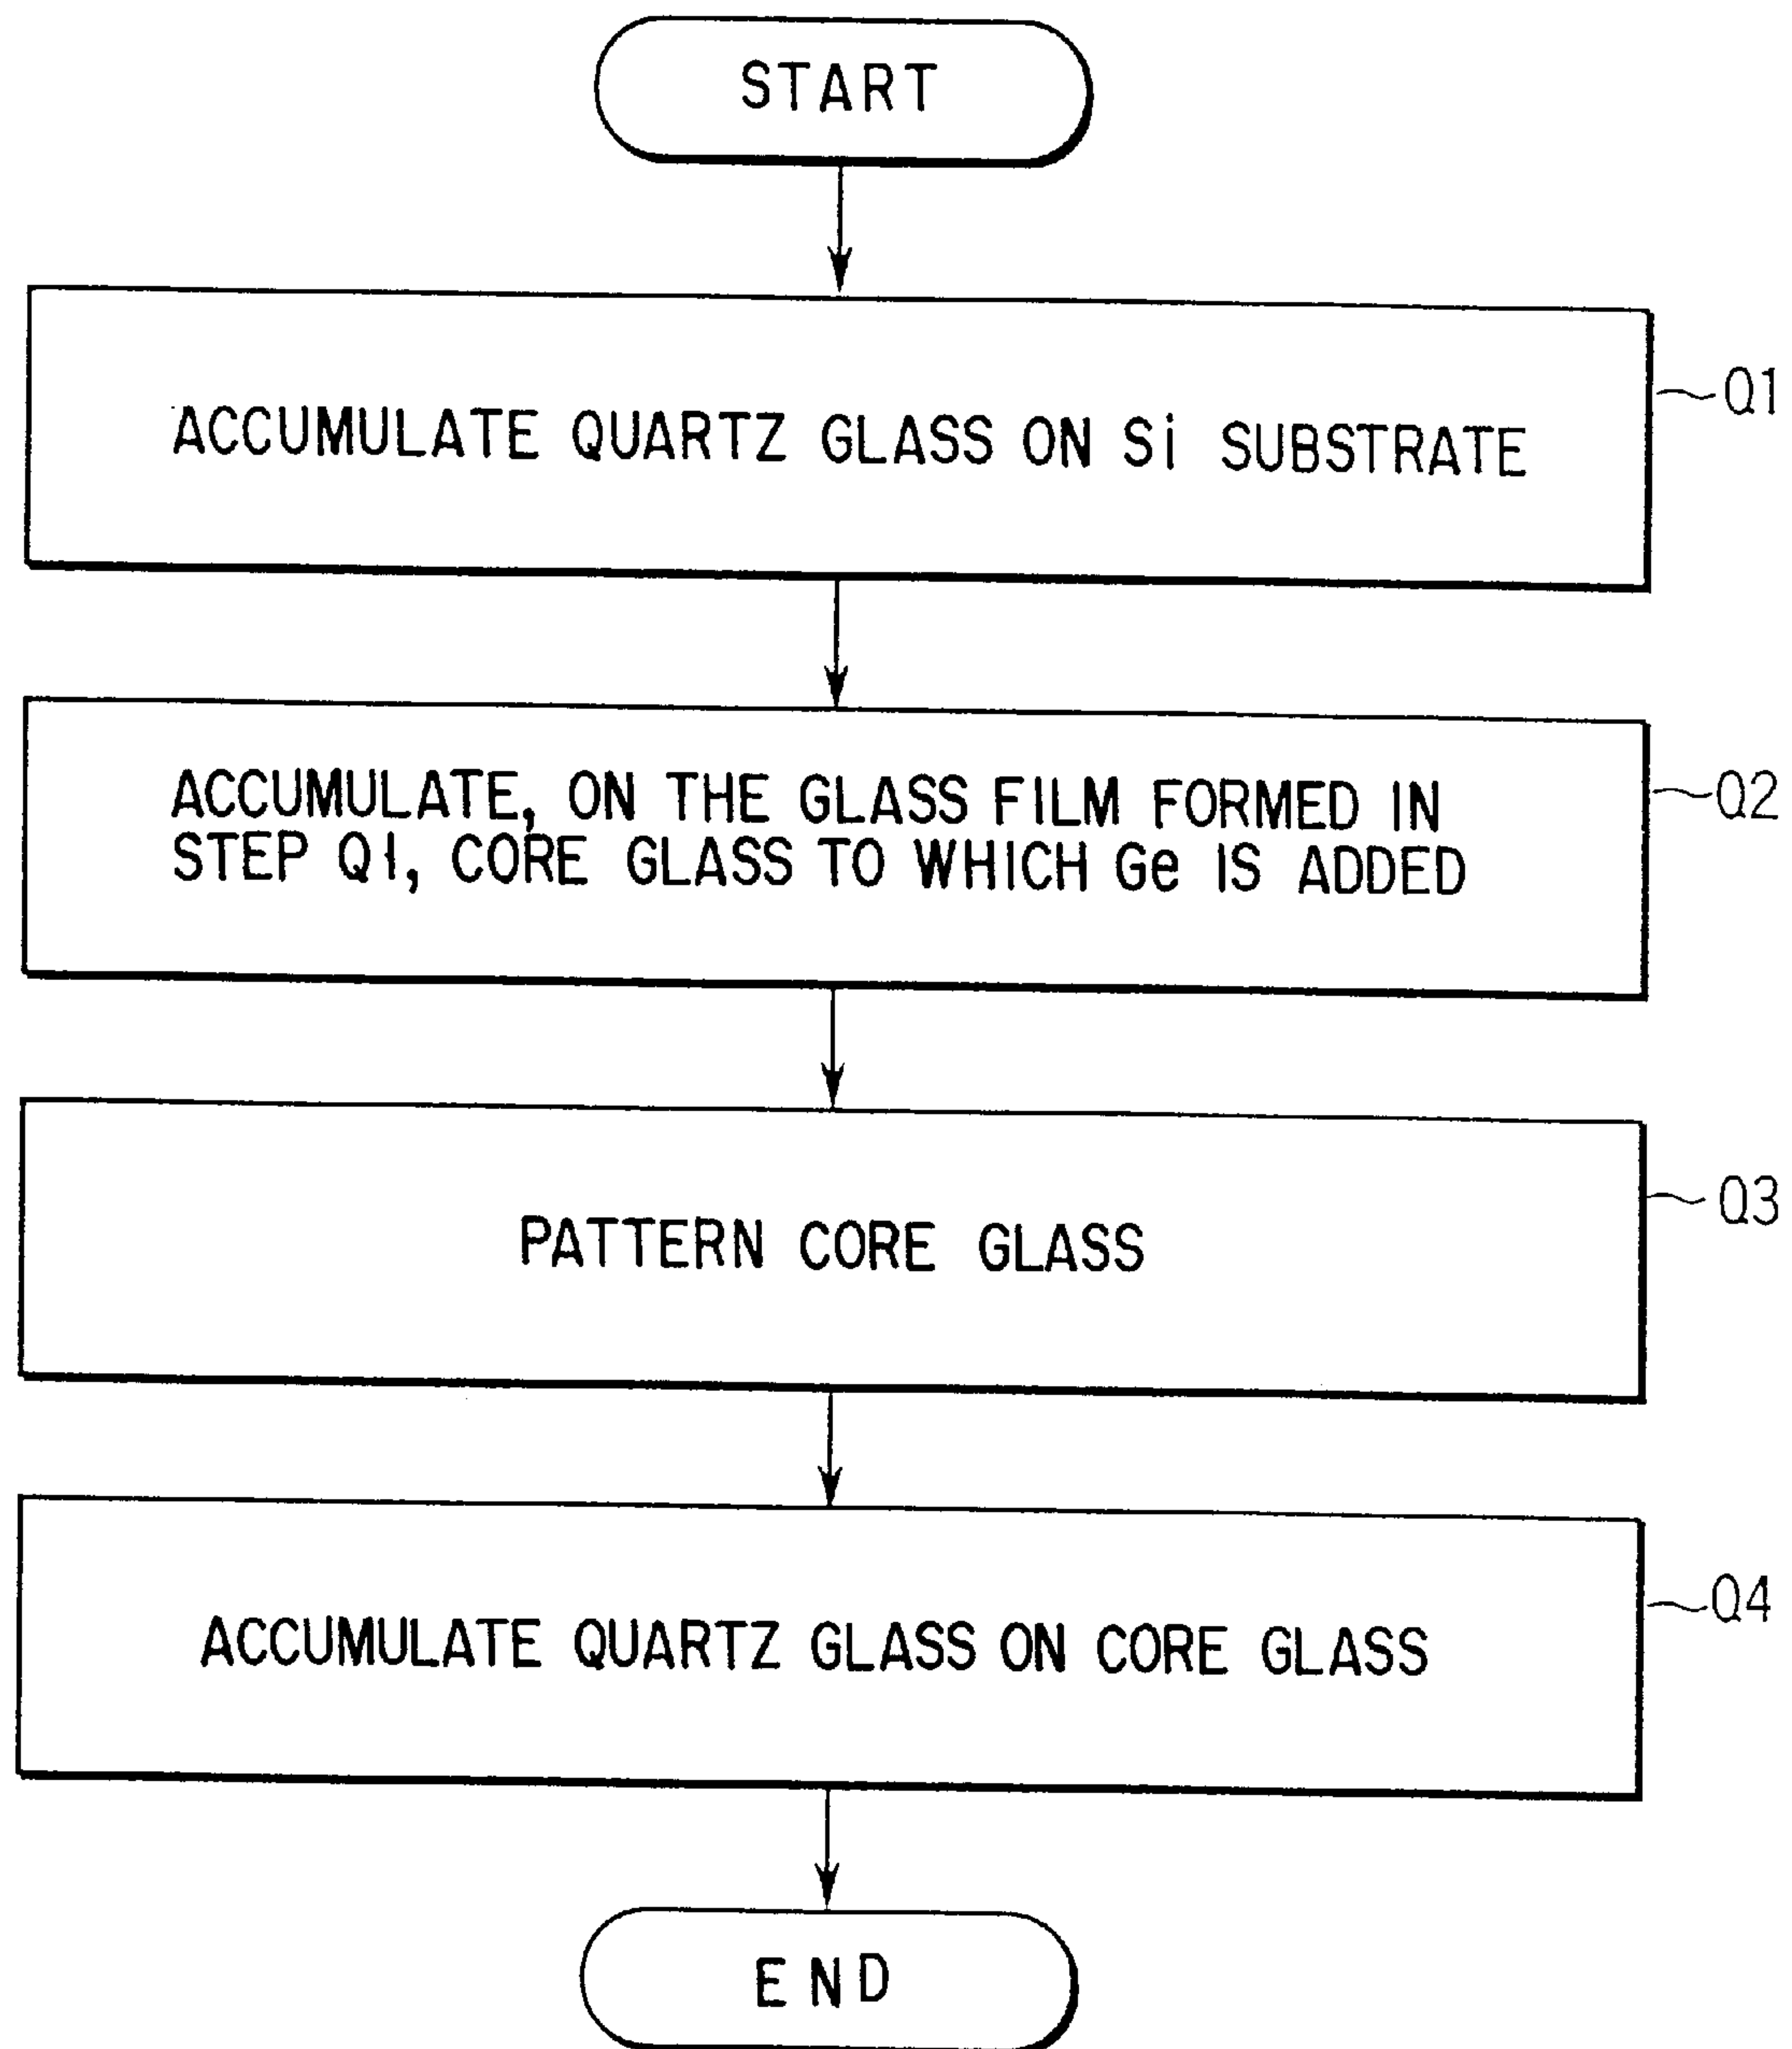 START
ACCUMULATE QUARTZ GLASS ON Si SUBSTRATE
Q1
ACCUMULATE, ON THE GLASS FILM FORMED IN
STEP Q1, CORE GLASS TO WHICH Ge IS ADDED
Q2
PATTERN CORE GLASS
Q3
ACCUMULATE QUARTZ GLASS ON CORE GLASS
Q4
END